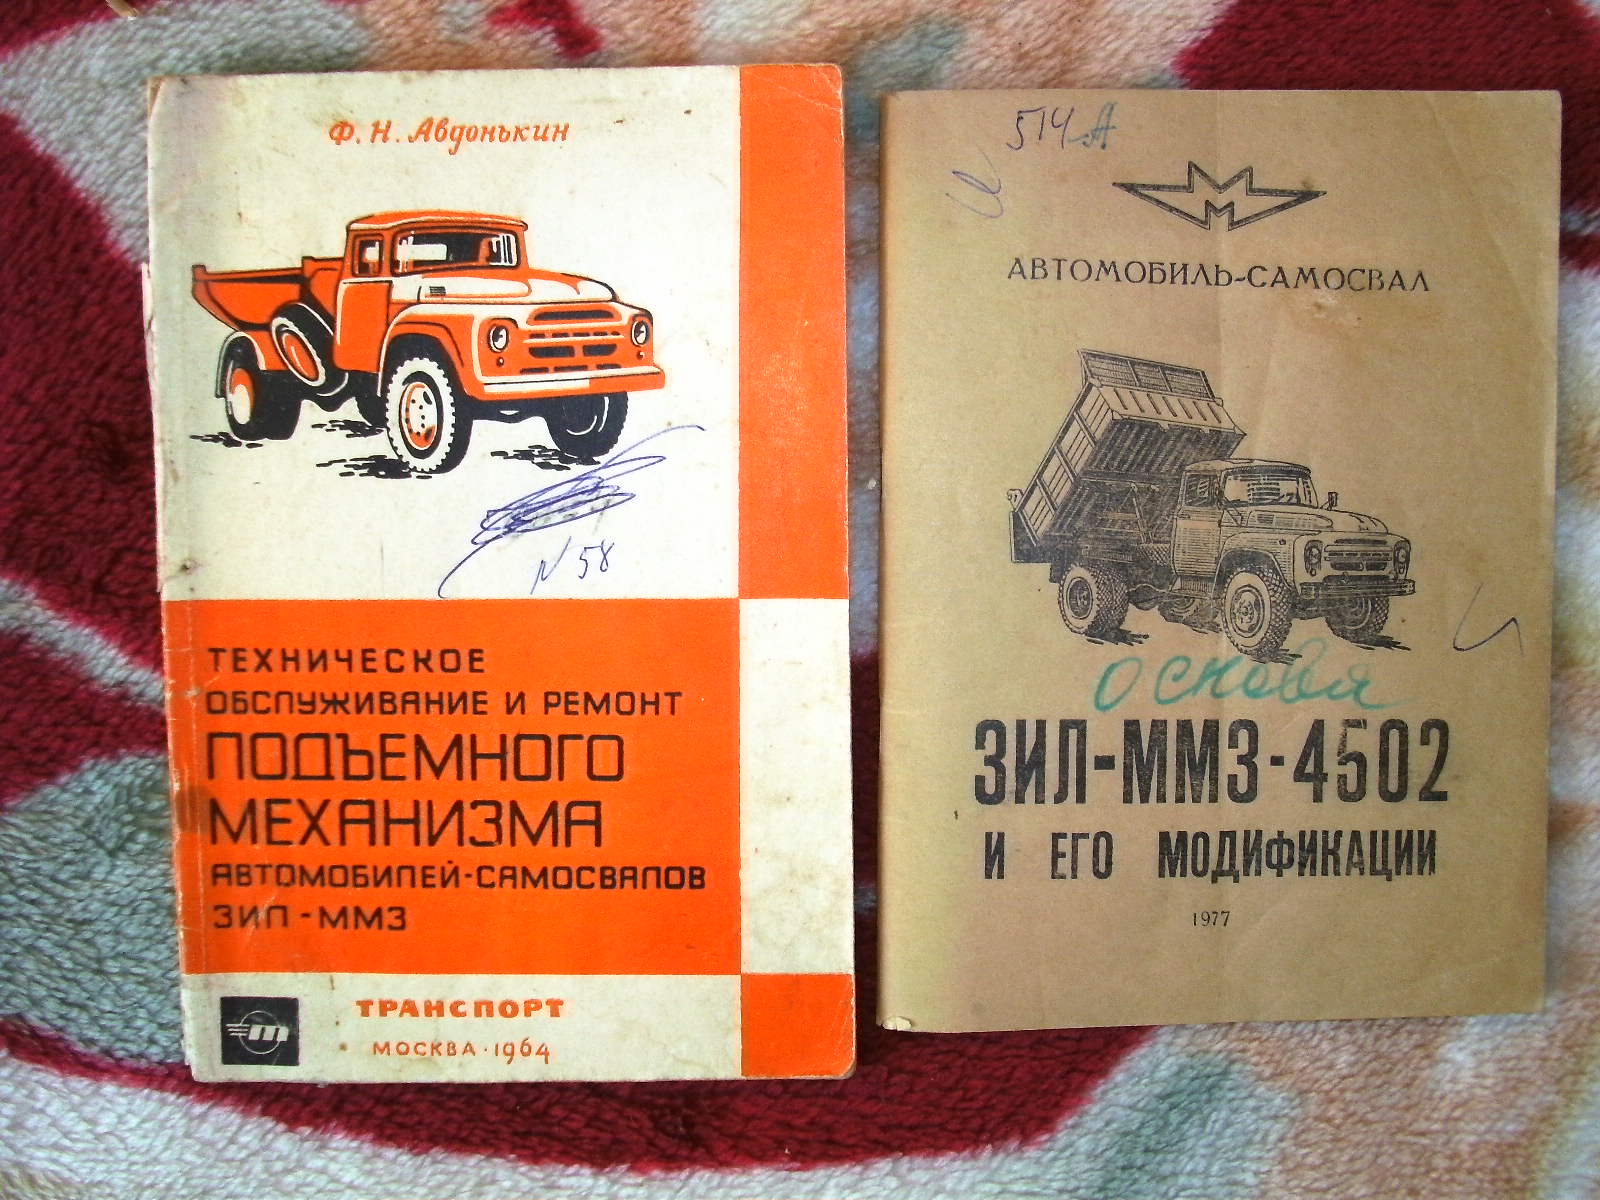 Ф. Н. Авдонькин
N 58
ТЕХНИЧЕСКОЕ
ОБСЛУЖИВАНИЕ И РЕМОНТ
ПОДЪЕМНОГО
МЕХАНИЗМА
АВТОМОБИЛЕЙ-САМОСВАЛОВ
ЗИЛ-ММЗ
ТРАНСПОРТ
МОСКВА·1964
514 А
АВТОМОБИЛЬ-САМОСВАЛ
основа
ЗИЛ-ММЗ-4502
И ЕГО МОДИФИКАЦИИ
1977